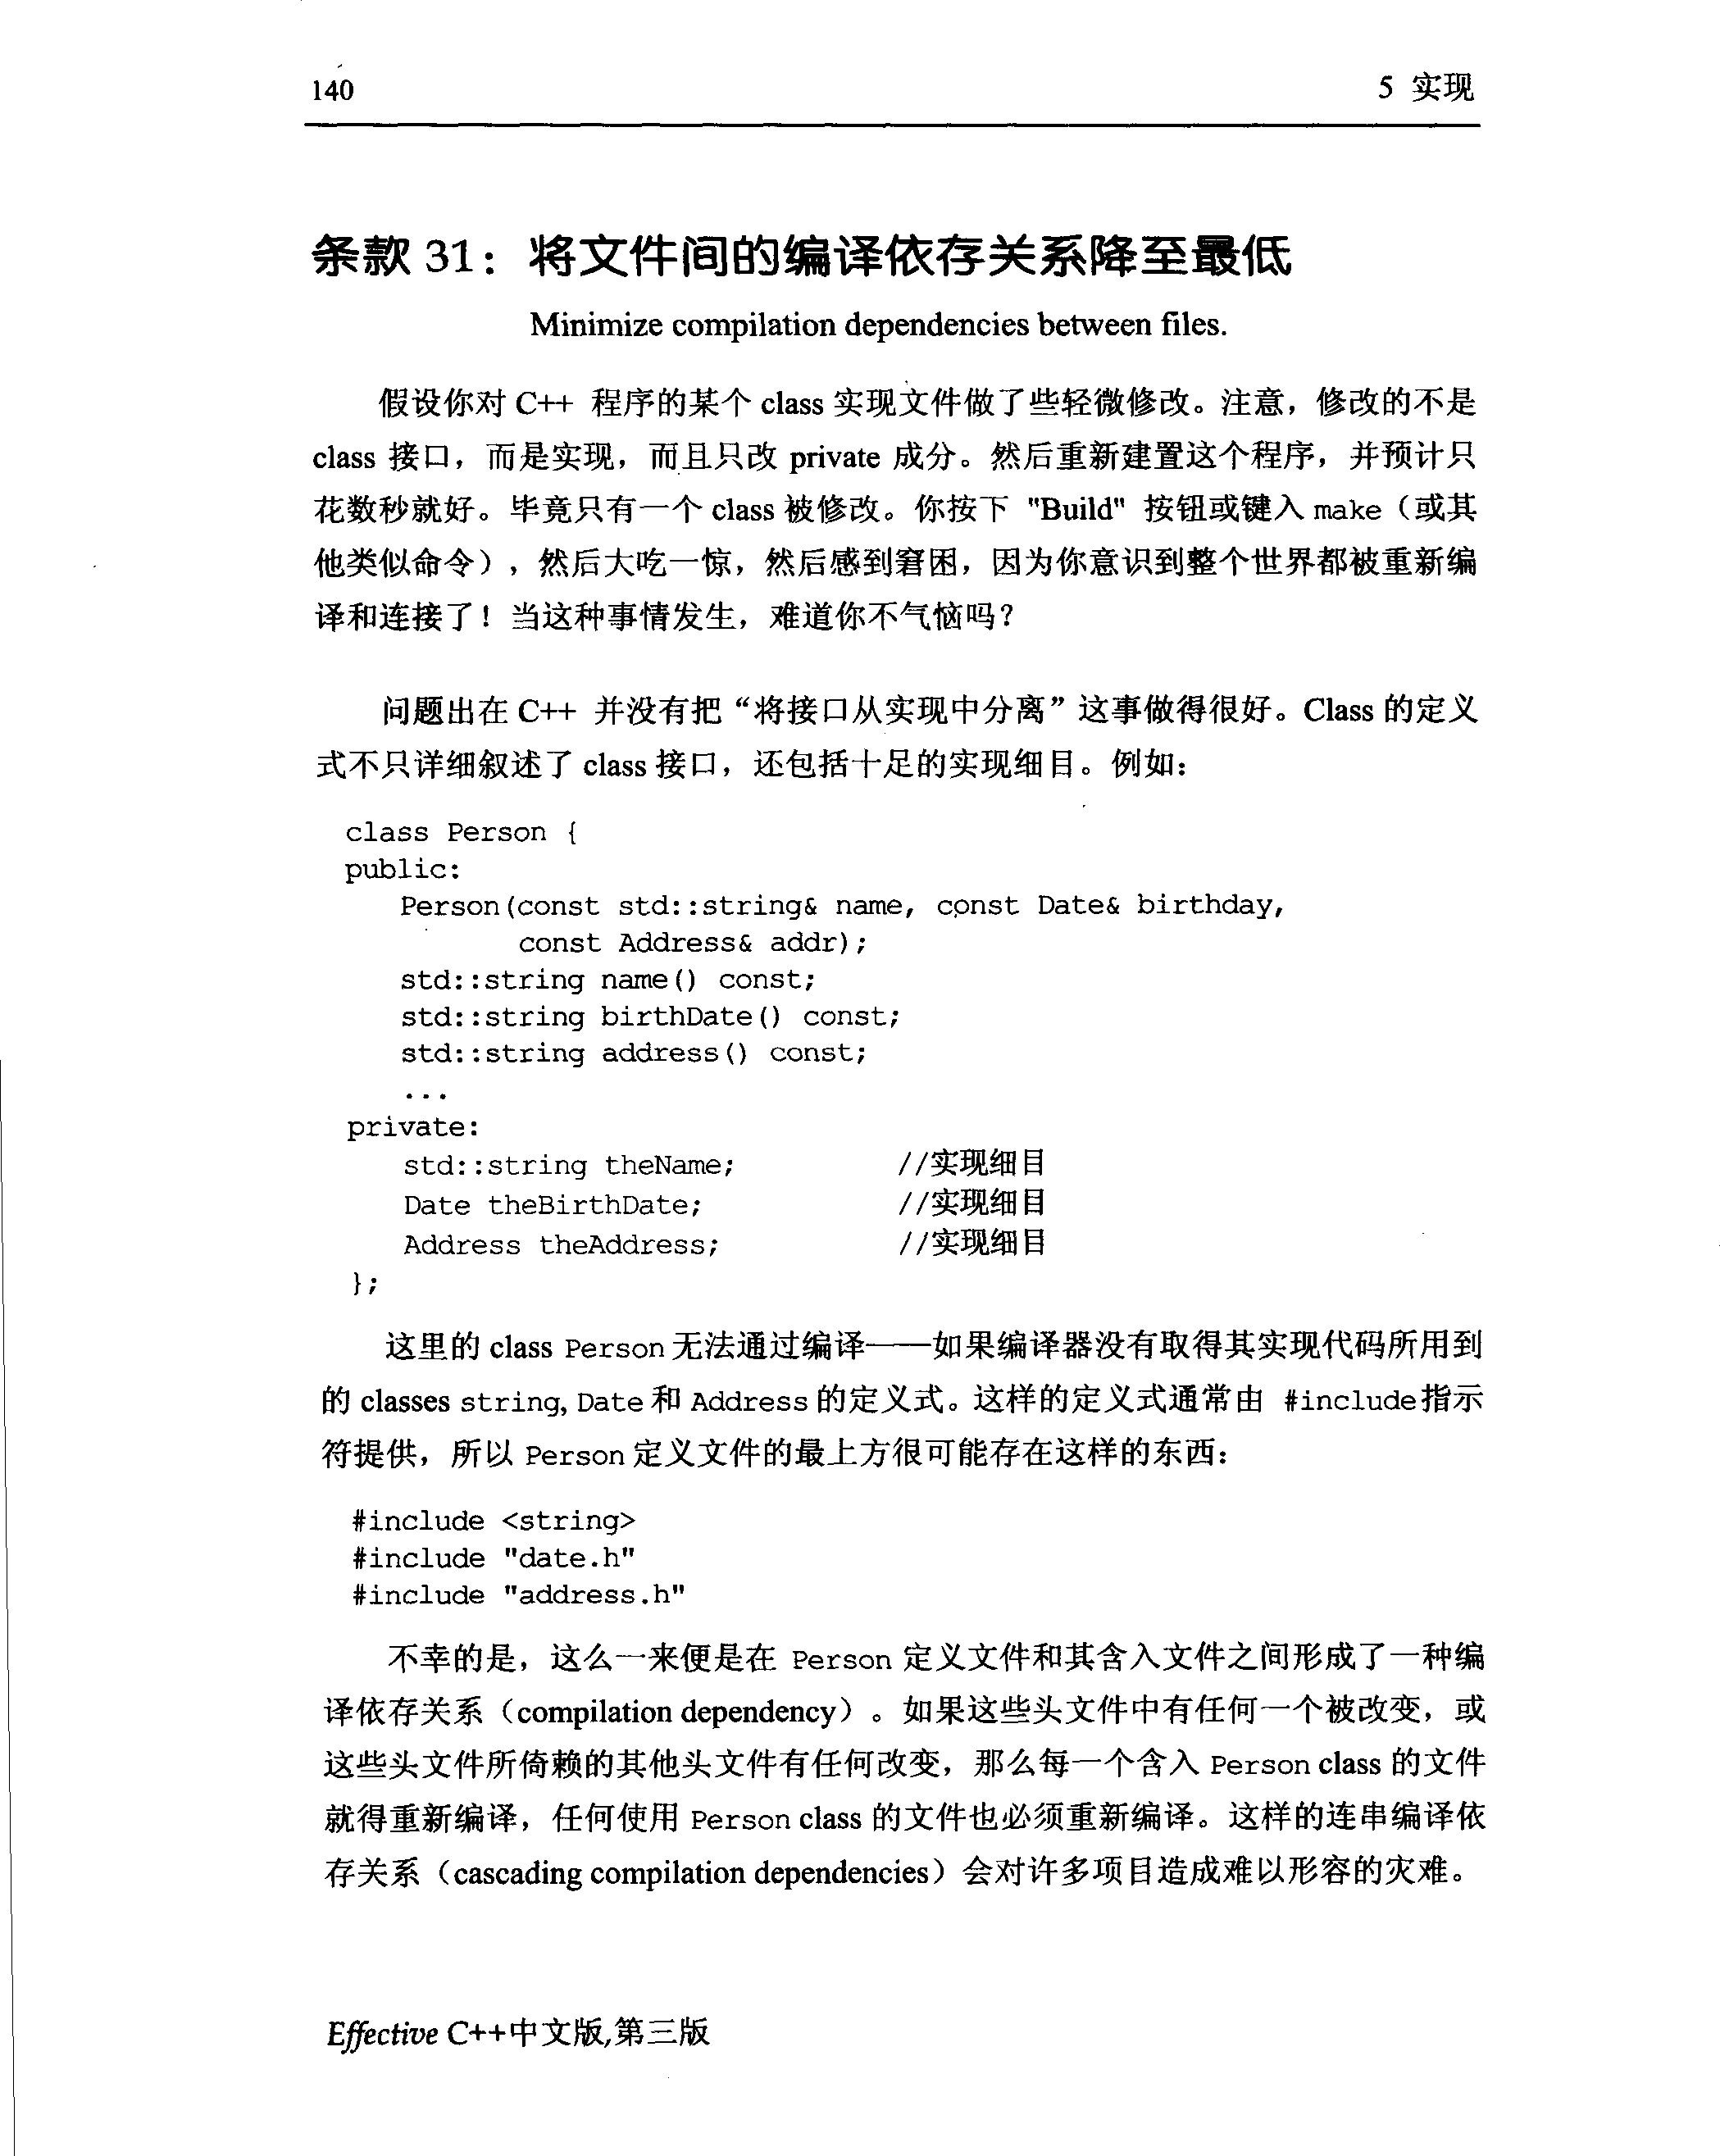 140
5 实现
条款 31：将文件间的编译依存关系降至最低
Minimize compilation dependencies between files.
假设你对 C++ 程序的某个 class 实现文件做了些轻微修改。注意，修改的不是
class 接口，而是实现，而且只改 private 成分。然后重新建置这个程序，并预计只
花数秒就好。毕竟只有一个 class 被修改。你按下 "Build" 按钮或键入 make（或其
他类似命令），然后大吃一惊，然后感到窘困，因为你意识到整个世界都被重新编
译和连接了！当这种事情发生，难道你不气恼吗？
问题出在 C++ 并没有把“将接口从实现中分离”这事做得很好。Class 的定义
式不只详细叙述了 class 接口，还包括十足的实现细目。例如：
class Person {
public:
Person(const std::string& name, const Date& birthday,
const Address& addr);
std::string name() const;
std::string birthDate() const;
std::string address() const;
...
private:
std::string theName; //实现细目
Date theBirthDate; //实现细目
Address theAddress; //实现细目
};
这里的 class Person 无法通过编译——如果编译器没有取得其实现代码所用到
的 classes string, Date 和 Address 的定义式。这样的定义式通常由 #include指示
符提供，所以 Person 定义文件的最上方很可能存在这样的东西：
#include <string>
#include "date.h"
#include "address.h"
不幸的是，这么一来便是在 Person 定义文件和其含入文件之间形成了一种编
译依存关系（compilation dependency）。如果这些头文件中有任何一个被改变，或
这些头文件所倚赖的其他头文件有任何改变，那么每一个含入 Person class 的文件
就得重新编译，任何使用 Person class 的文件也必须重新编译。这样的连串编译依
存关系（cascading compilation dependencies）会对许多项目造成难以形容的灾难。
Effective C++中文版,第三版